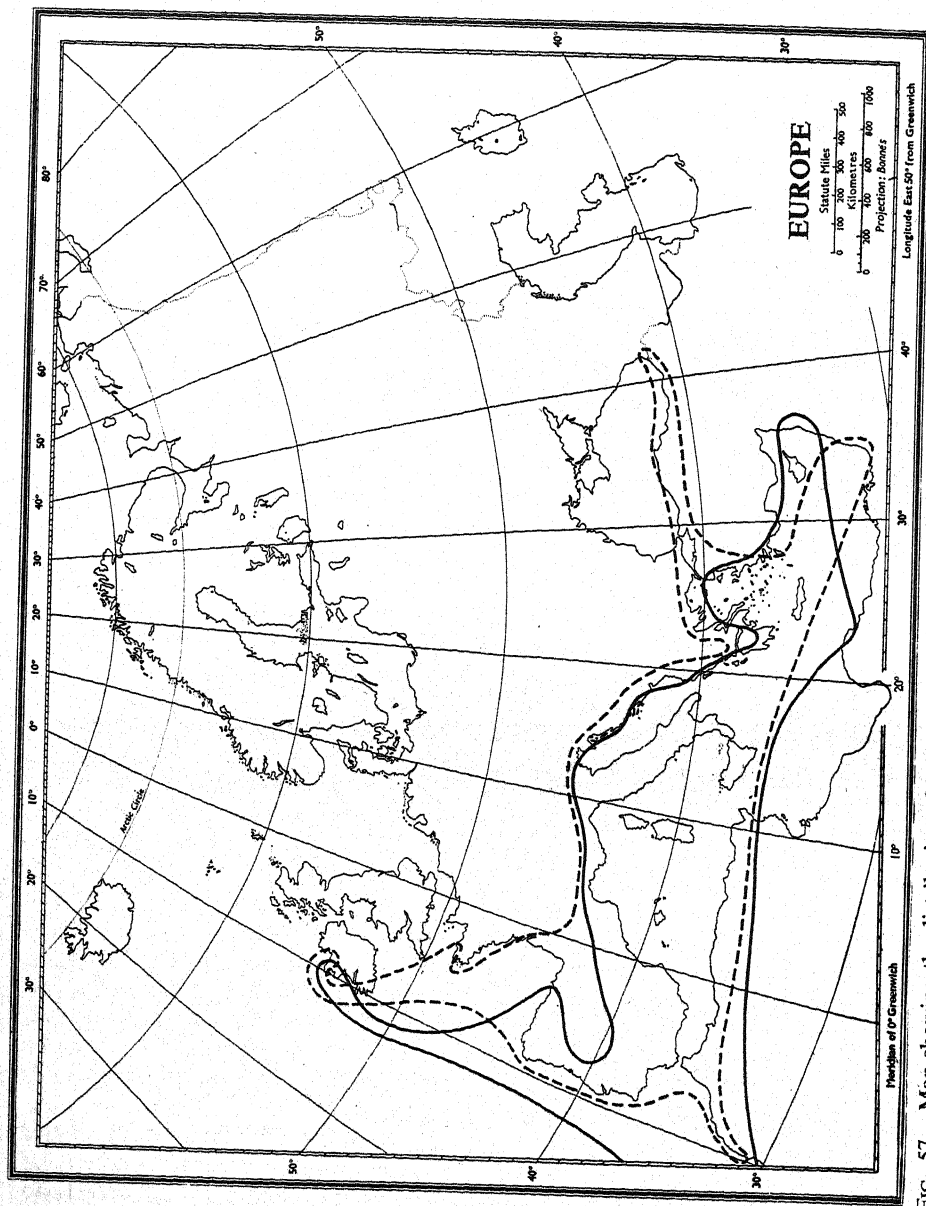 80°
70°
60°
50°
40°
30°
20°
10°
0°
10°
20°
30°
50°
40°
30°
50°
40°
30°
Arctic Circle
EUROPE
Statute Miles
0 100 200 300 400 500
Kilometres
0 200 400 600 800 1000
Projection: Bonne's
Meridian of 0° Greenwich
10°
20°
30°
40°
Longitude East 50° from Greenwich
FIG. 57. Map showing the